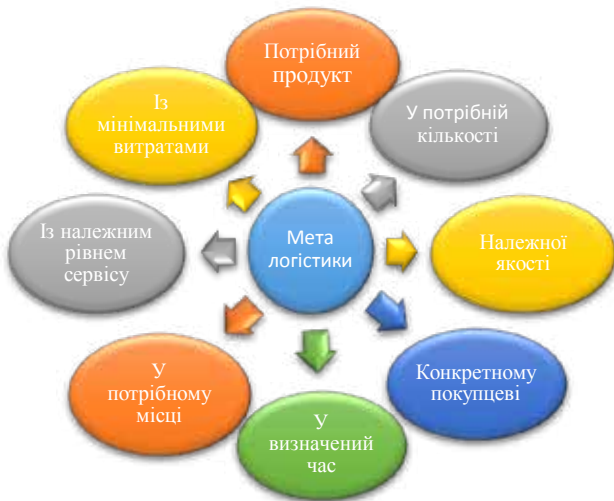 Потрібний
продукт
У потрібній
кількості
Належної
якості
Конкретному
покупцеві
У
визначений
час
У
потрібному
місці
Із належним
рівнем
сервісу
Із
мінімальними
витратами
Мета
логістики